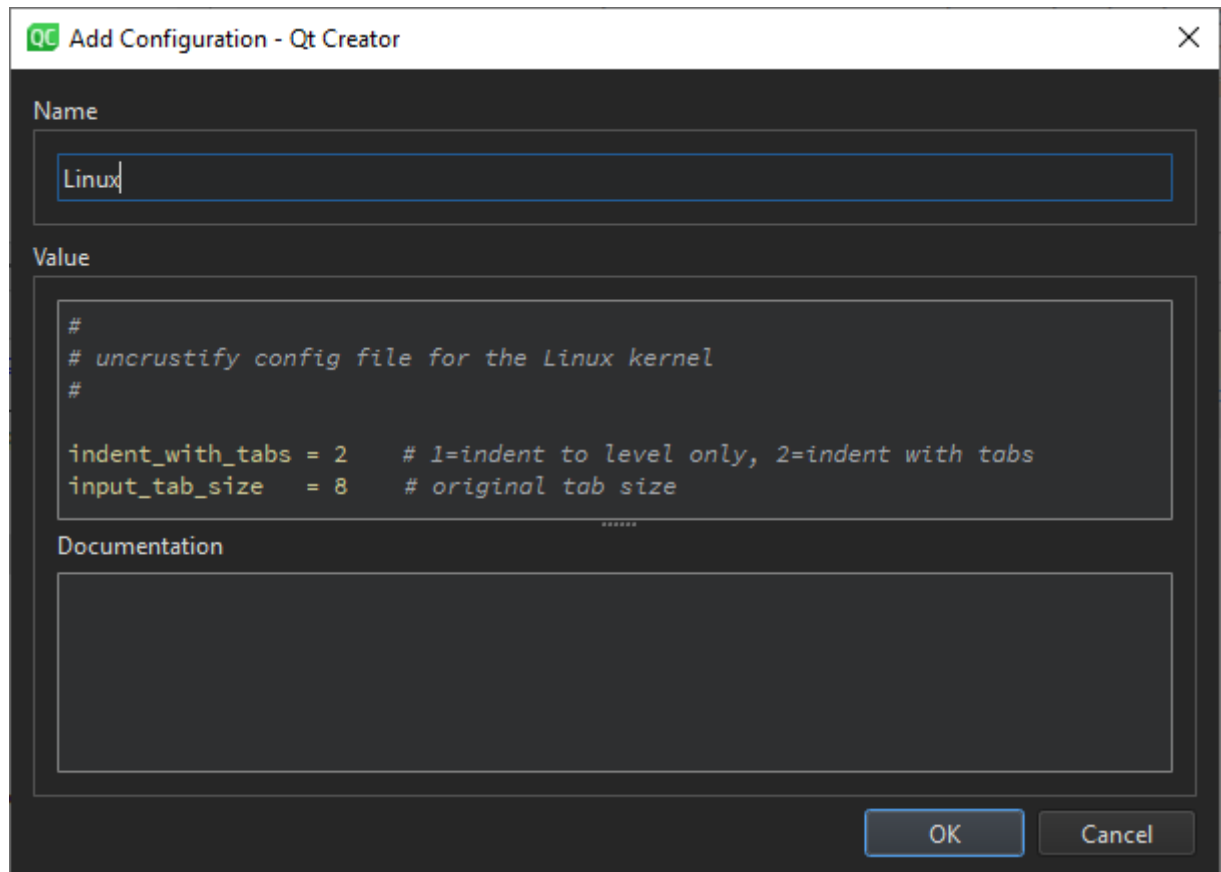 QC Add Configuration - Qt Creator
Name
Linux
Value
#
# uncrustify config file for the Linux kernel
#
indent_with_tabs = 2    # 1=indent to level only, 2=indent with tabs
input_tab_size   = 8    # original tab size
Documentation
OK Cancel